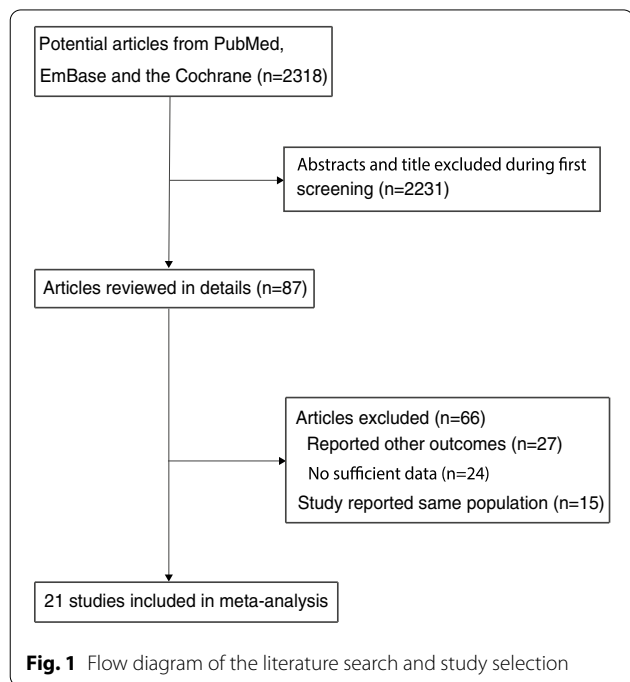 Potential articles from PubMed,
EmBase and the Cochrane (n=2318)
Abstracts and title excluded during first
screening (n=2231)
Articles reviewed in details (n=87)
Articles excluded (n=66)
Reported other outcomes (n=27)
No sufficient data (n=24)
Study reported same population (n=15)
21 studies included in meta-analysis
Fig. 1 Flow diagram of the literature search and study selection